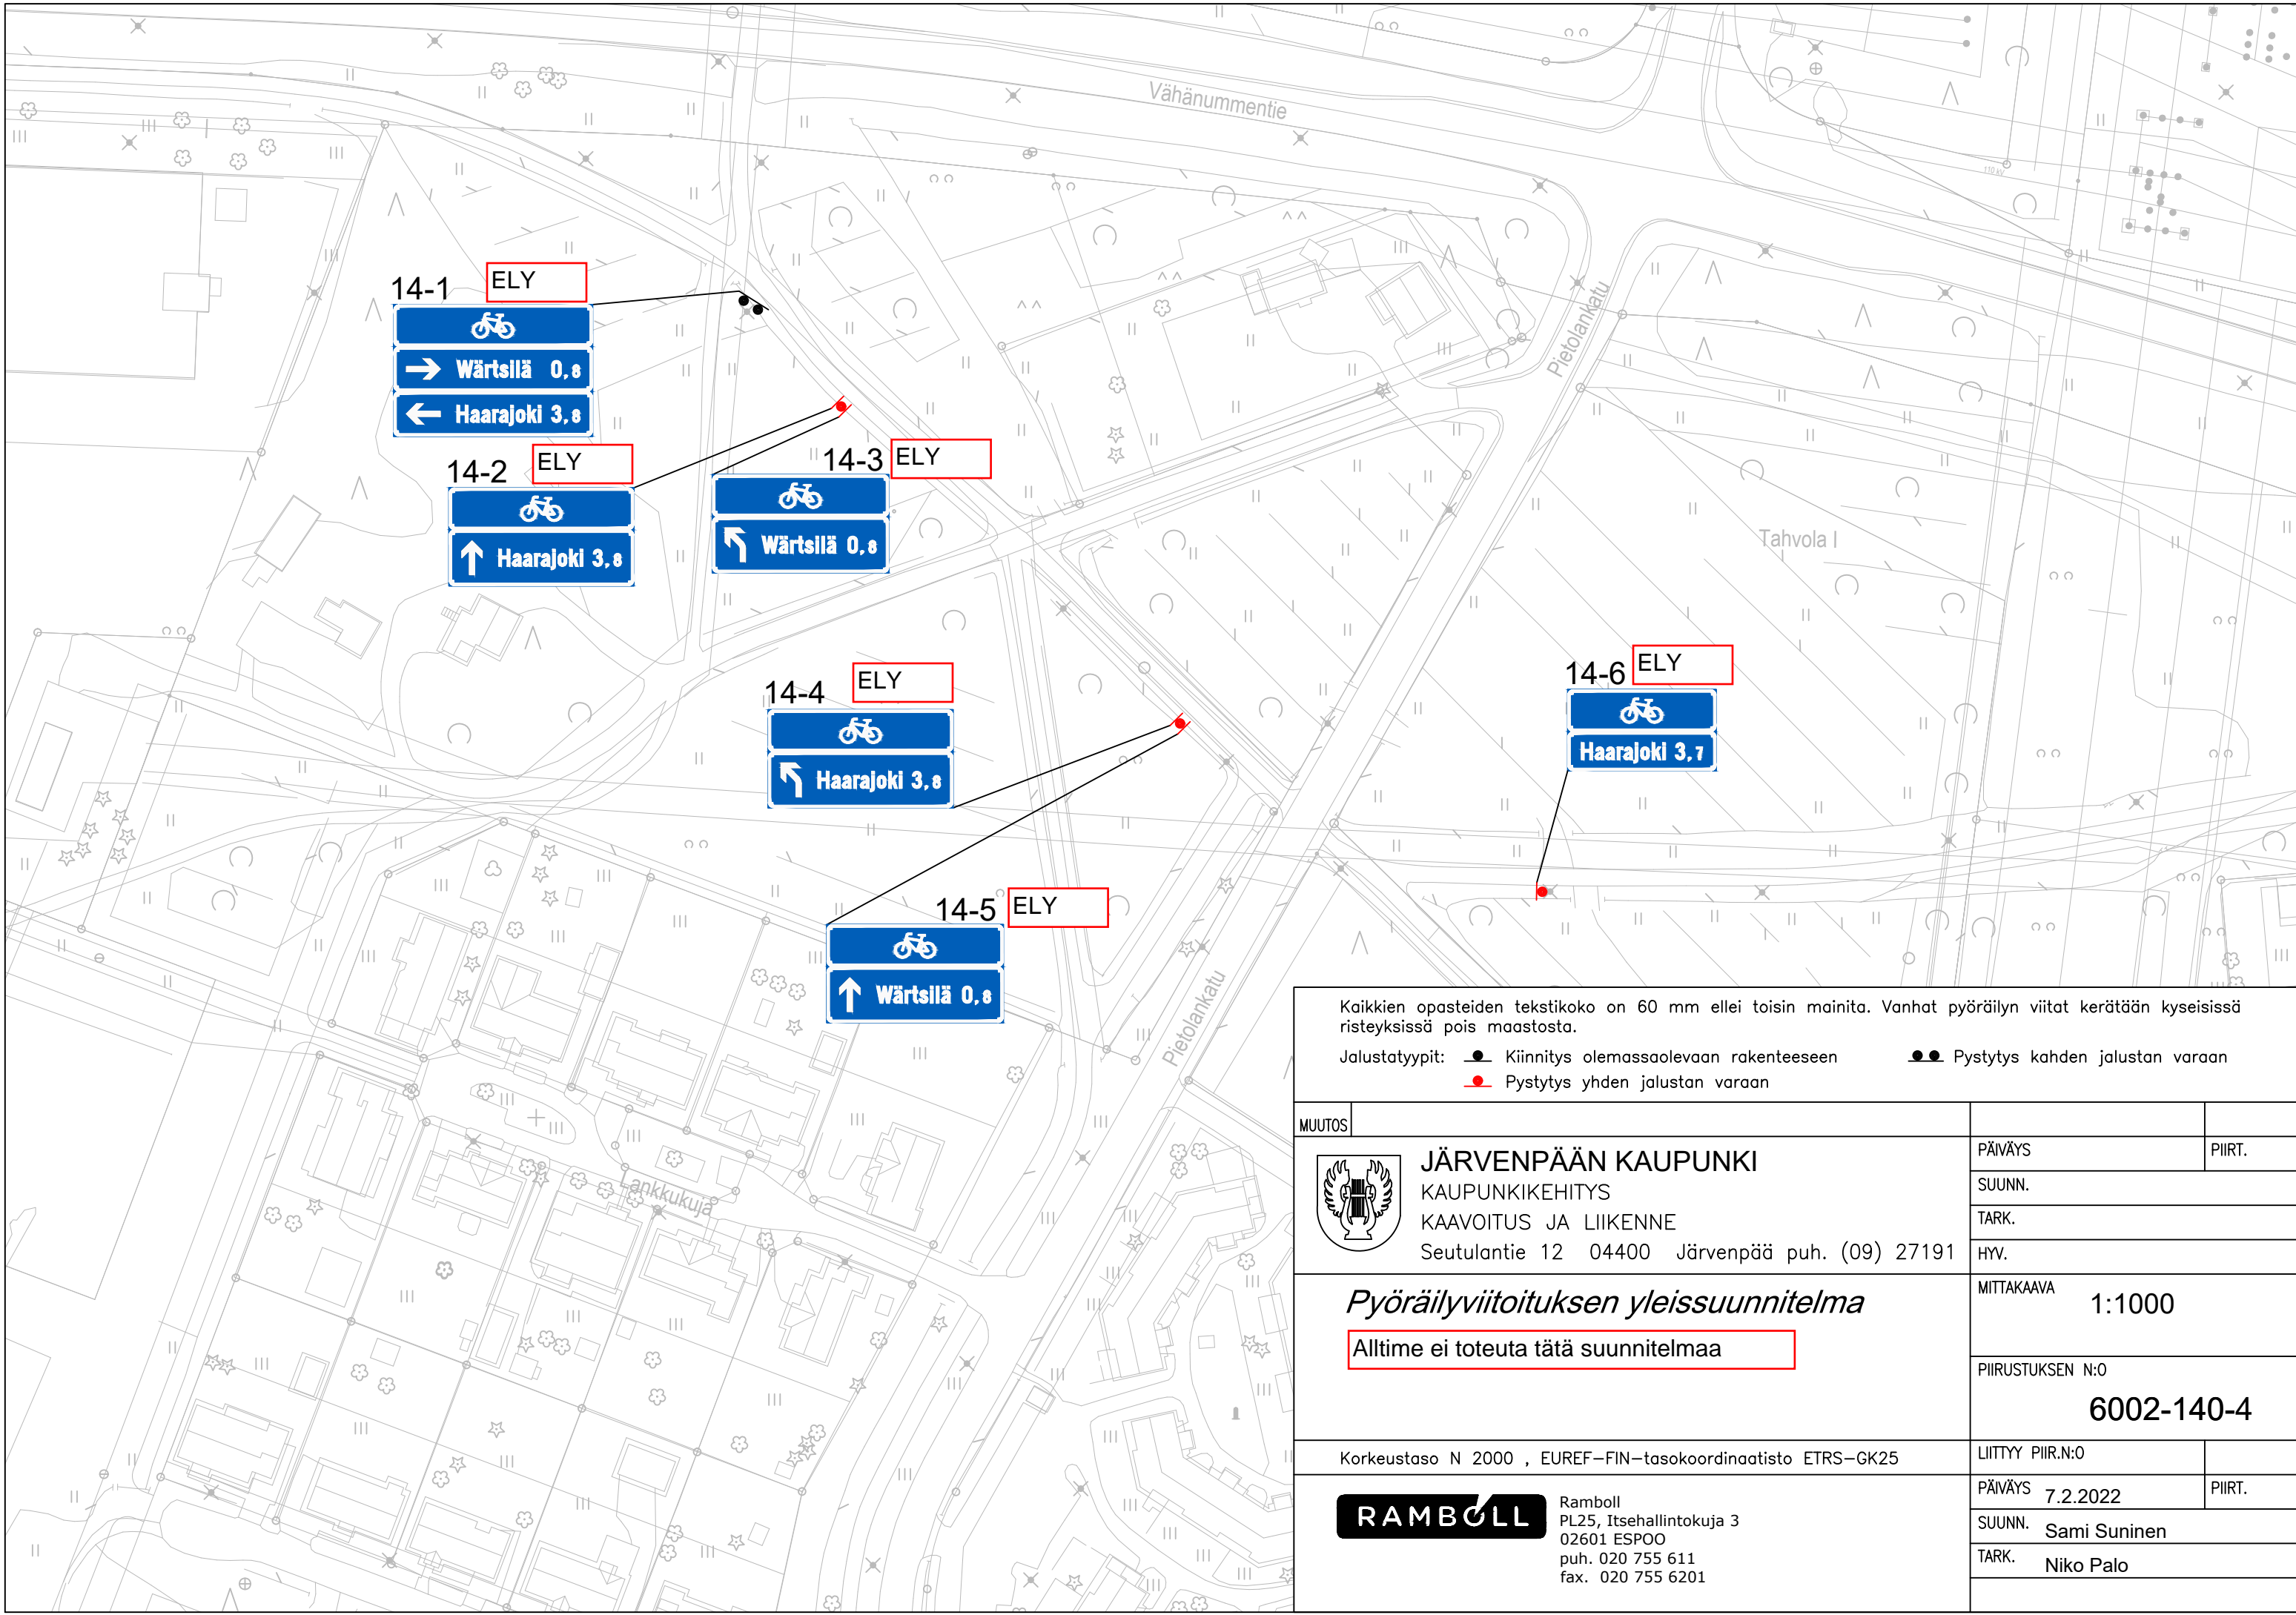 Vähänummentie
110 kV
14-1 ELY
Wärtsilä 0,8
Haarajoki 3,8
Pietolankatu
14-2 ELY
Haarajoki 3,8
14-3 ELY
Wärtsilä 0,8
Tahvola I
14-4 ELY
Haarajoki 3,8
14-6 ELY
Haarajoki 3,7
14-5 ELY
Wärtsilä 0,8
Pietolankatu
Lankkukuja
Kaikkien opasteiden tekstikoko on 60 mm ellei toisin mainita. Vanhat pyöräilyn viitat kerätään kyseisissä
risteyksissä pois maastosta.
Jalustatyypit: Kiinnitys olemassaolevaan rakenteeseen Pystytys kahden jalustan varaan
Pystytys yhden jalustan varaan
MUUTOS
JÄRVENPÄÄN KAUPUNKI
KAUPUNKIKEHITYS
KAAVOITUS JA LIIKENNE
Seutulantie 12 04400 Järvenpää puh. (09) 27191
PÄIVÄYS PIIRT.
SUUNN.
TARK.
HYV.
Pyöräilyviitoituksen yleissuunnitelma
Alltime ei toteuta tätä suunnitelmaa
MITTAKAAVA 1:1000
PIIRUSTUKSEN N:O
6002-140-4
Korkeustaso N 2000 , EUREF-FIN-tasokoordinaatisto ETRS-GK25
LIITTYY PIIR.N:O
RAMBOLL
Ramboll
PL25, Itsehallintokuja 3
02601 ESPOO
puh. 020 755 611
fax. 020 755 6201
PÄIVÄYS 7.2.2022 PIIRT.
SUUNN. Sami Suninen
TARK. Niko Palo